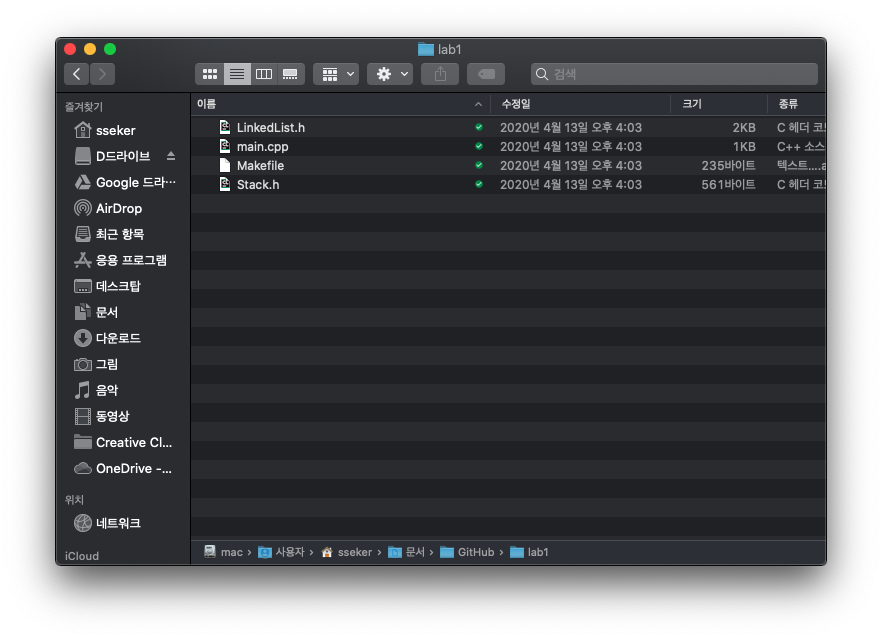 lab1
검색
즐겨찾기
sseker
D드라이브
Google 드라…
AirDrop
최근 항목
응용 프로그램
데스크탑
문서
다운로드
그림
음악
동영상
Creative Cl...
OneDrive -...
위치
네트워크
iCloud
이름 수정일 크기 종류
LinkedList.h 2020년 4월 13일 오후 4:03 2KB C 헤더 코
main.cpp 2020년 4월 13일 오후 4:03 1KB C++ 소스
Makefile 2020년 4월 13일 오후 4:03 235바이트 텍스트....
Stack.h 2020년 4월 13일 오후 4:03 561바이트 C 헤더 코
mac › 사용자 › sseker › 문서 › GitHub › lab1